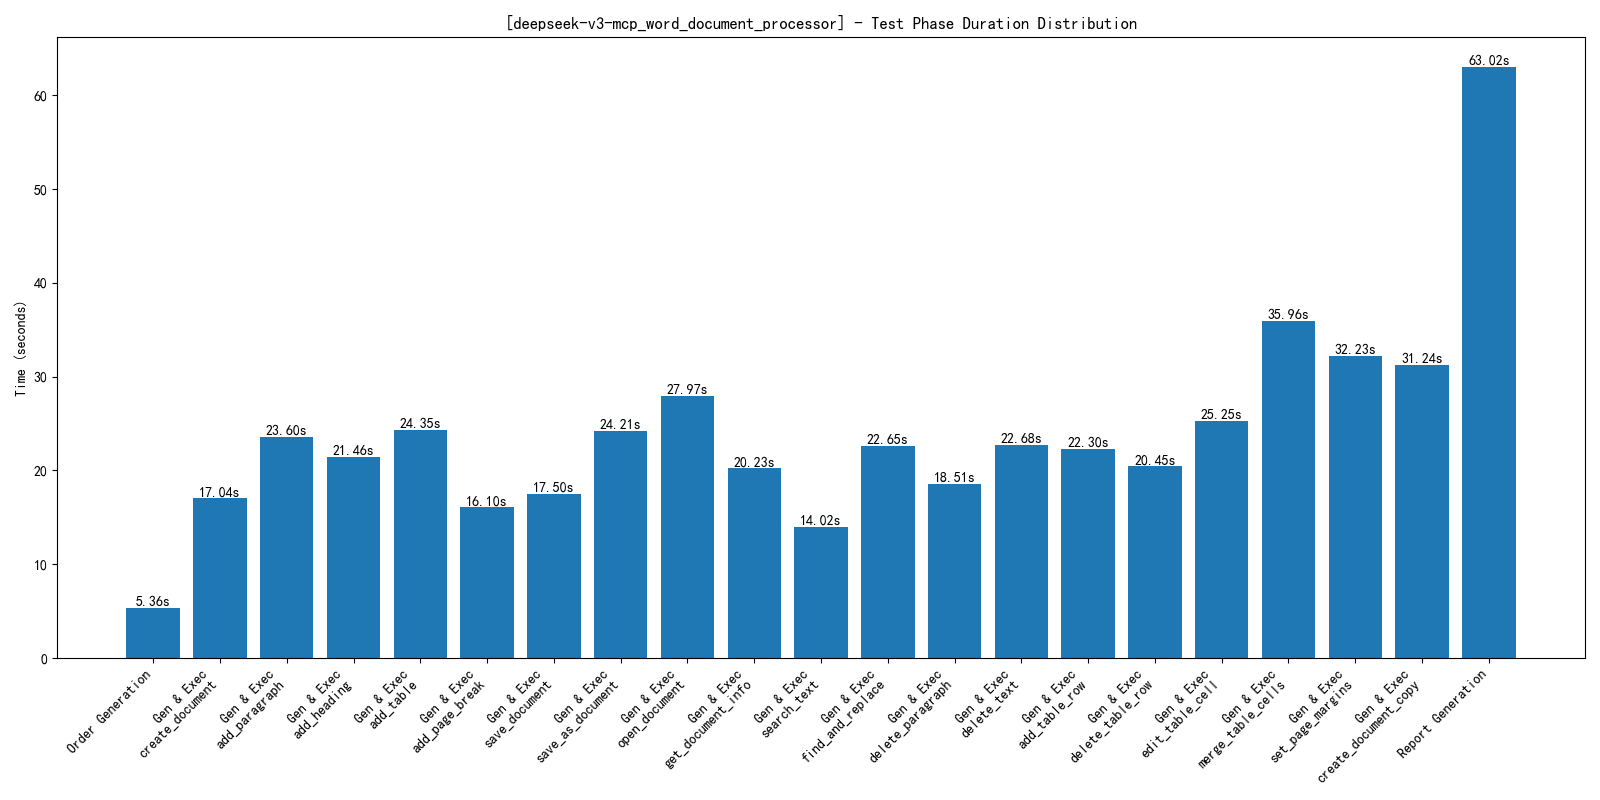 [deepseek-v3-mcp_word_document_processor] - Test Phase Duration Distribution
Time (seconds)
60
50
40
30
20
10
0
5.36s
17.04s
23.60s
21.46s
24.35s
16.10s
17.50s
24.21s
27.97s
20.23s
14.02s
22.65s
18.51s
22.68s
22.30s
20.45s
25.25s
35.96s
32.23s
31.24s
63.02s
Order Generation
Gen & Exec
create_document
Gen & Exec
add_paragraph
Gen & Exec
add_heading
Gen & Exec
add_table
Gen & Exec
add_page_break
Gen & Exec
save_document
Gen & Exec
save_as_document
Gen & Exec
open_document
Gen & Exec
get_document_info
Gen & Exec
search_text
Gen & Exec
find_and_replace
Gen & Exec
delete_paragraph
Gen & Exec
delete_text
Gen & Exec
add_table_row
Gen & Exec
delete_table_row
Gen & Exec
edit_table_cell
Gen & Exec
merge_table_cells
Gen & Exec
set_page_margins
Gen & Exec
create_document_copy
Report Generation